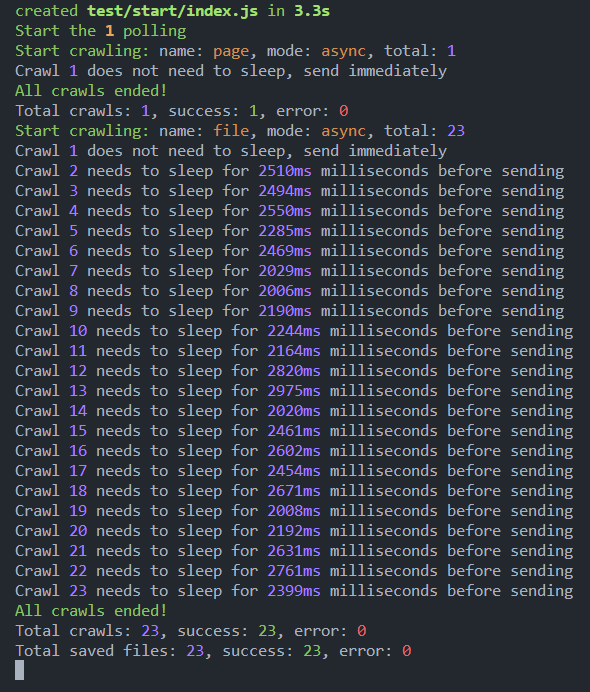 created test/start/index.js in 3.3s
Start the 1 polling
Start crawling: name: page, mode: async, total: 1
Crawl 1 does not need to sleep, send immediately
All crawls ended!
Total crawls: 1, success: 1, error: 0
Start crawling: name: file, mode: async, total: 23
Crawl 1 does not need to sleep, send immediately
Crawl 2 needs to sleep for 2510ms milliseconds before sending
Crawl 3 needs to sleep for 2494ms milliseconds before sending
Crawl 4 needs to sleep for 2550ms milliseconds before sending
Crawl 5 needs to sleep for 2285ms milliseconds before sending
Crawl 6 needs to sleep for 2469ms milliseconds before sending
Crawl 7 needs to sleep for 2029ms milliseconds before sending
Crawl 8 needs to sleep for 2006ms milliseconds before sending
Crawl 9 needs to sleep for 2190ms milliseconds before sending
Crawl 10 needs to sleep for 2244ms milliseconds before sending
Crawl 11 needs to sleep for 2164ms milliseconds before sending
Crawl 12 needs to sleep for 2820ms milliseconds before sending
Crawl 13 needs to sleep for 2975ms milliseconds before sending
Crawl 14 needs to sleep for 2020ms milliseconds before sending
Crawl 15 needs to sleep for 2461ms milliseconds before sending
Crawl 16 needs to sleep for 2602ms milliseconds before sending
Crawl 17 needs to sleep for 2454ms milliseconds before sending
Crawl 18 needs to sleep for 2671ms milliseconds before sending
Crawl 19 needs to sleep for 2008ms milliseconds before sending
Crawl 20 needs to sleep for 2192ms milliseconds before sending
Crawl 21 needs to sleep for 2631ms milliseconds before sending
Crawl 22 needs to sleep for 2761ms milliseconds before sending
Crawl 23 needs to sleep for 2399ms milliseconds before sending
All crawls ended!
Total crawls: 23, success: 23, error: 0
Total saved files: 23, success: 23, error: 0